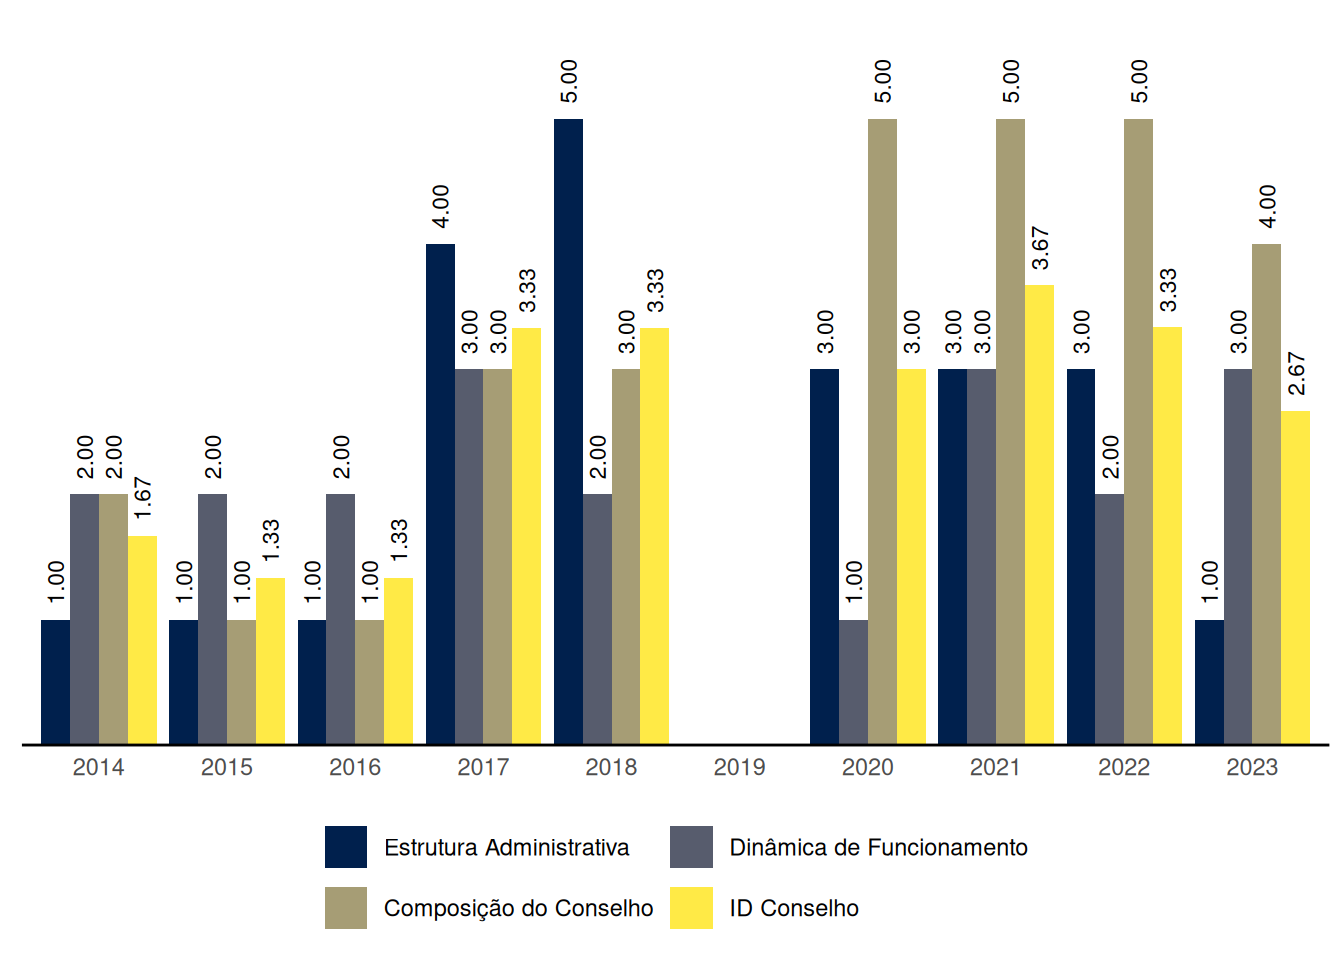 5.00 5.00 5.00 5.00
4.00 4.00
3.67
3.33 3.33 3.33
3.00 3.00 3.00 3.00 3.00 3.00 3.00 3.00 3.00
2.67
2.00 2.00 2.00 2.00 2.00 2.00
1.67
1.33 1.33
1.00 1.00 1.00 1.00 1.00 1.00 1.00
2014 2015 2016 2017 2018 2019 2020 2021 2022 2023
Estrutura Administrativa Dinâmica de Funcionamento
Composição do Conselho ID Conselho